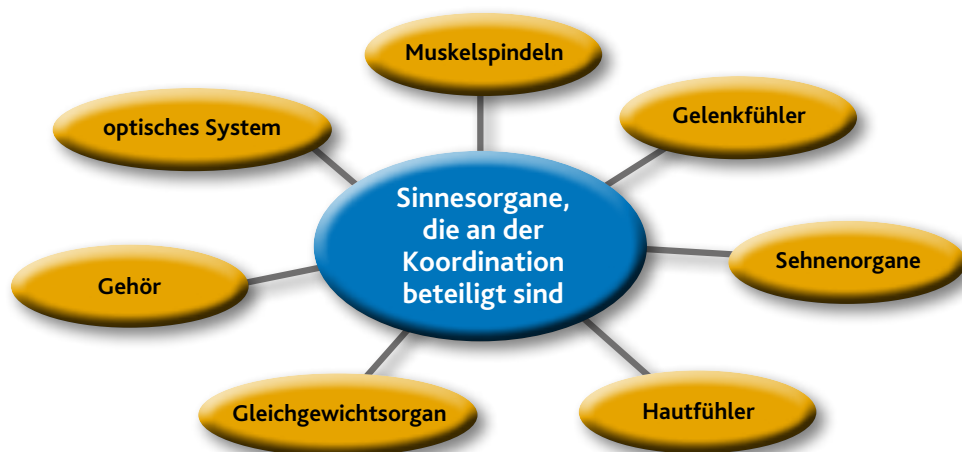 Muskelspindeln
optisches System
Gelenkfühler
Sinnesorgane,
die an der
Koordination
beteiligt sind
Sehnenorgane
Gehör
Gleichgewichtsorgan
Hautfühler